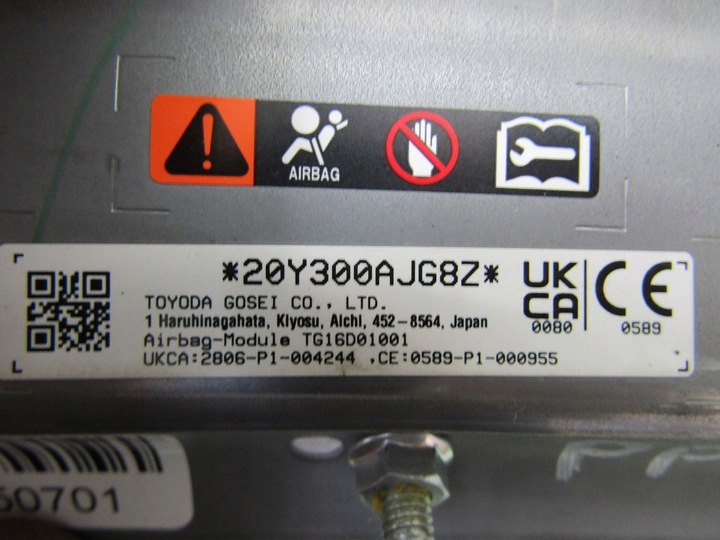 AIRBAG
*20Y300AJG8Z*
TOYODA GOSEI CO., LTD.
1 Haruhinagahata, Kiyosu, Aichi, 452-8564, Japan
Airbag-Module TG16D01001
UKCA:2806-P1-004244 ,CE:0589-P1-000955
UK
CA
0080
CE
0589
60701